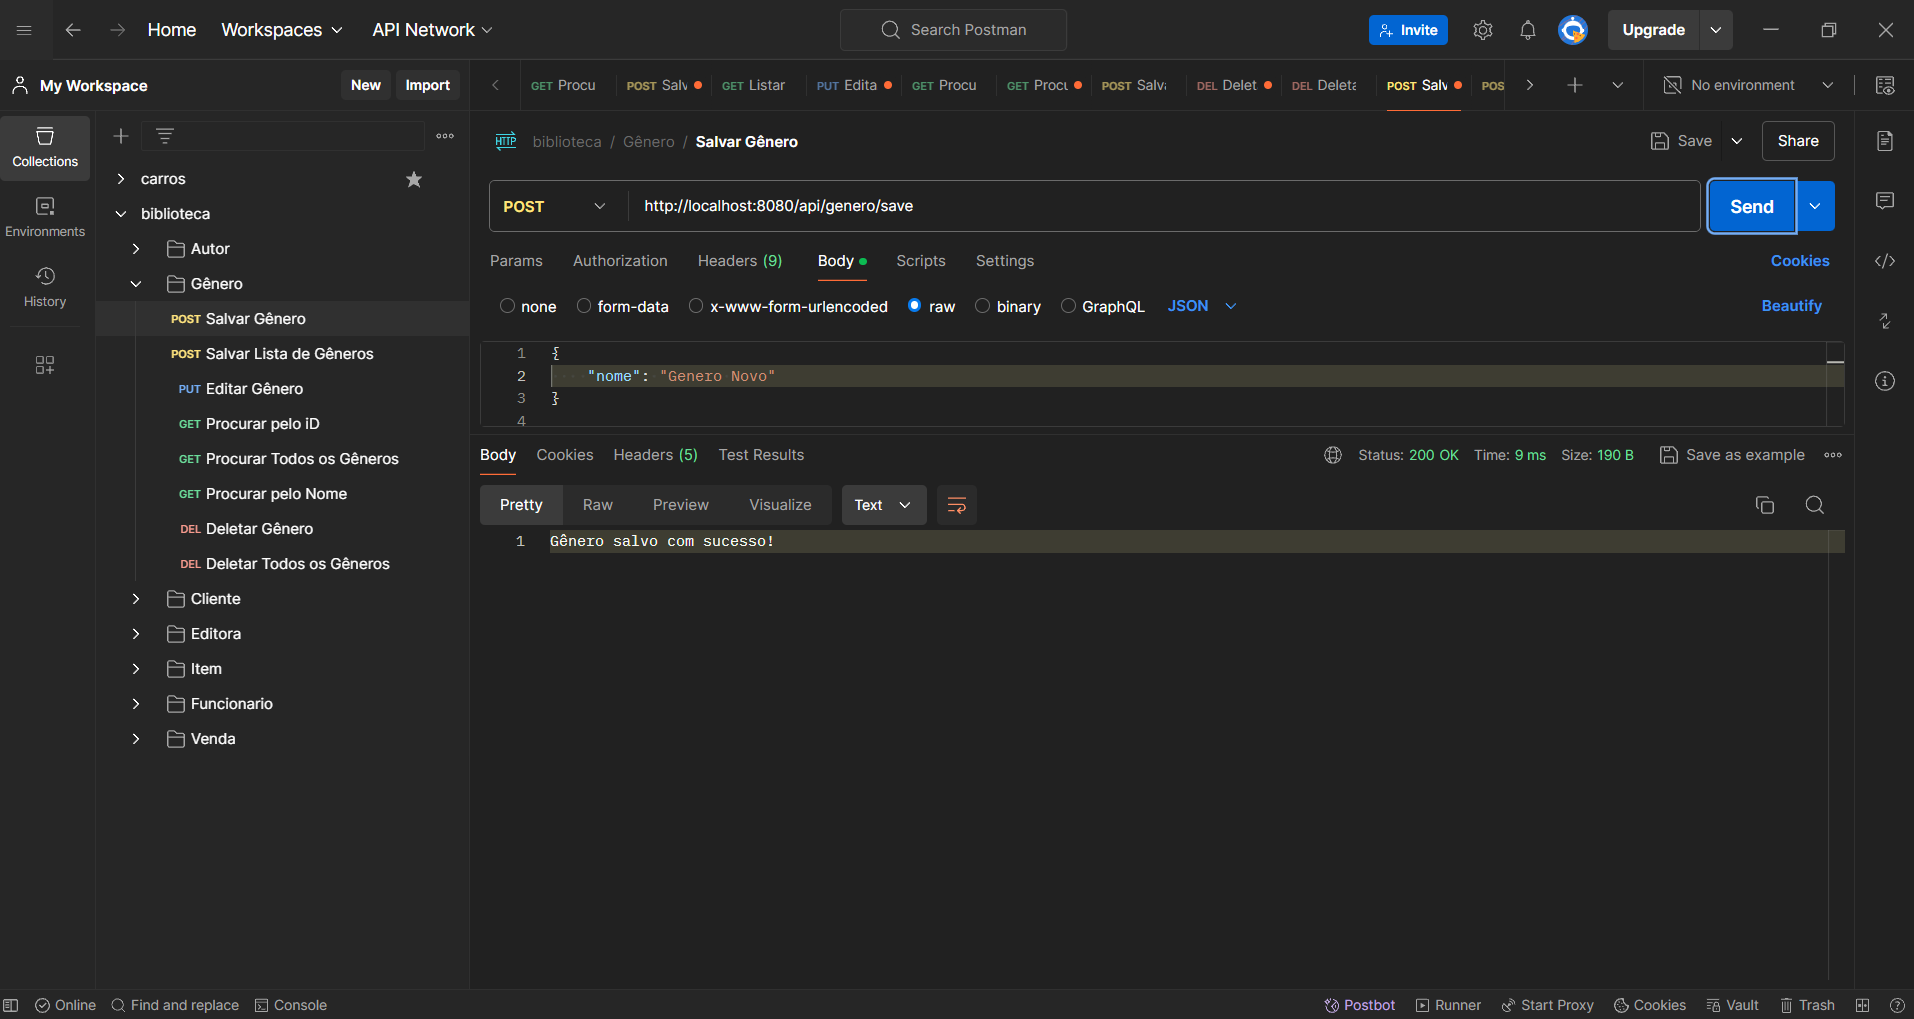 Home Workspaces API Network Search Postman Invite Upgrade
My Workspace New Import GET Procu POST Salv GET Listar PUT Edita GET Procu GET Procu POST Salva DEL Delet DEL Deleta POST Salv POS No environment
Collections
Environments
History
carros
biblioteca
Autor
Gênero
POST Salvar Gênero
POST Salvar Lista de Gêneros
PUT Editar Gênero
GET Procurar pelo iD
GET Procurar Todos os Gêneros
GET Procurar pelo Nome
DEL Deletar Gênero
DEL Deletar Todos os Gêneros
Cliente
Editora
Item
Funcionario
Venda
HTTP biblioteca / Gênero / Salvar Gênero Save Share
POST http://localhost:8080/api/genero/save Send
Params Authorization Headers (9) Body Scripts Settings Cookies
none form-data x-www-form-urlencoded raw binary GraphQL JSON Beautify
1 {
2 "nome": "Genero Novo"
3 }
4
Body Cookies Headers (5) Test Results Status: 200 OK Time: 9 ms Size: 190 B Save as example
Pretty Raw Preview Visualize Text
1 Gênero salvo com sucesso!
Online Find and replace Console Postbot Runner Start Proxy Cookies Vault Trash